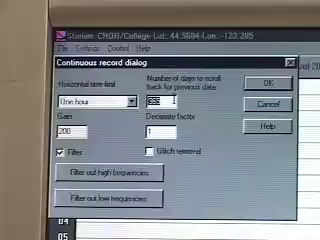 Station: CHOR/College Lat: 44.5684 Lon: -123.285
File Settings Control Help
Continuous record dialog
Horizontal time limit
Number of days to scroll
back for previous data
OK
One hour
Cancel
Gain
Decimate factor
200
1
Help
Filter
Glitch removal
Filter out high frequencies
Filter out low frequencies
04
05